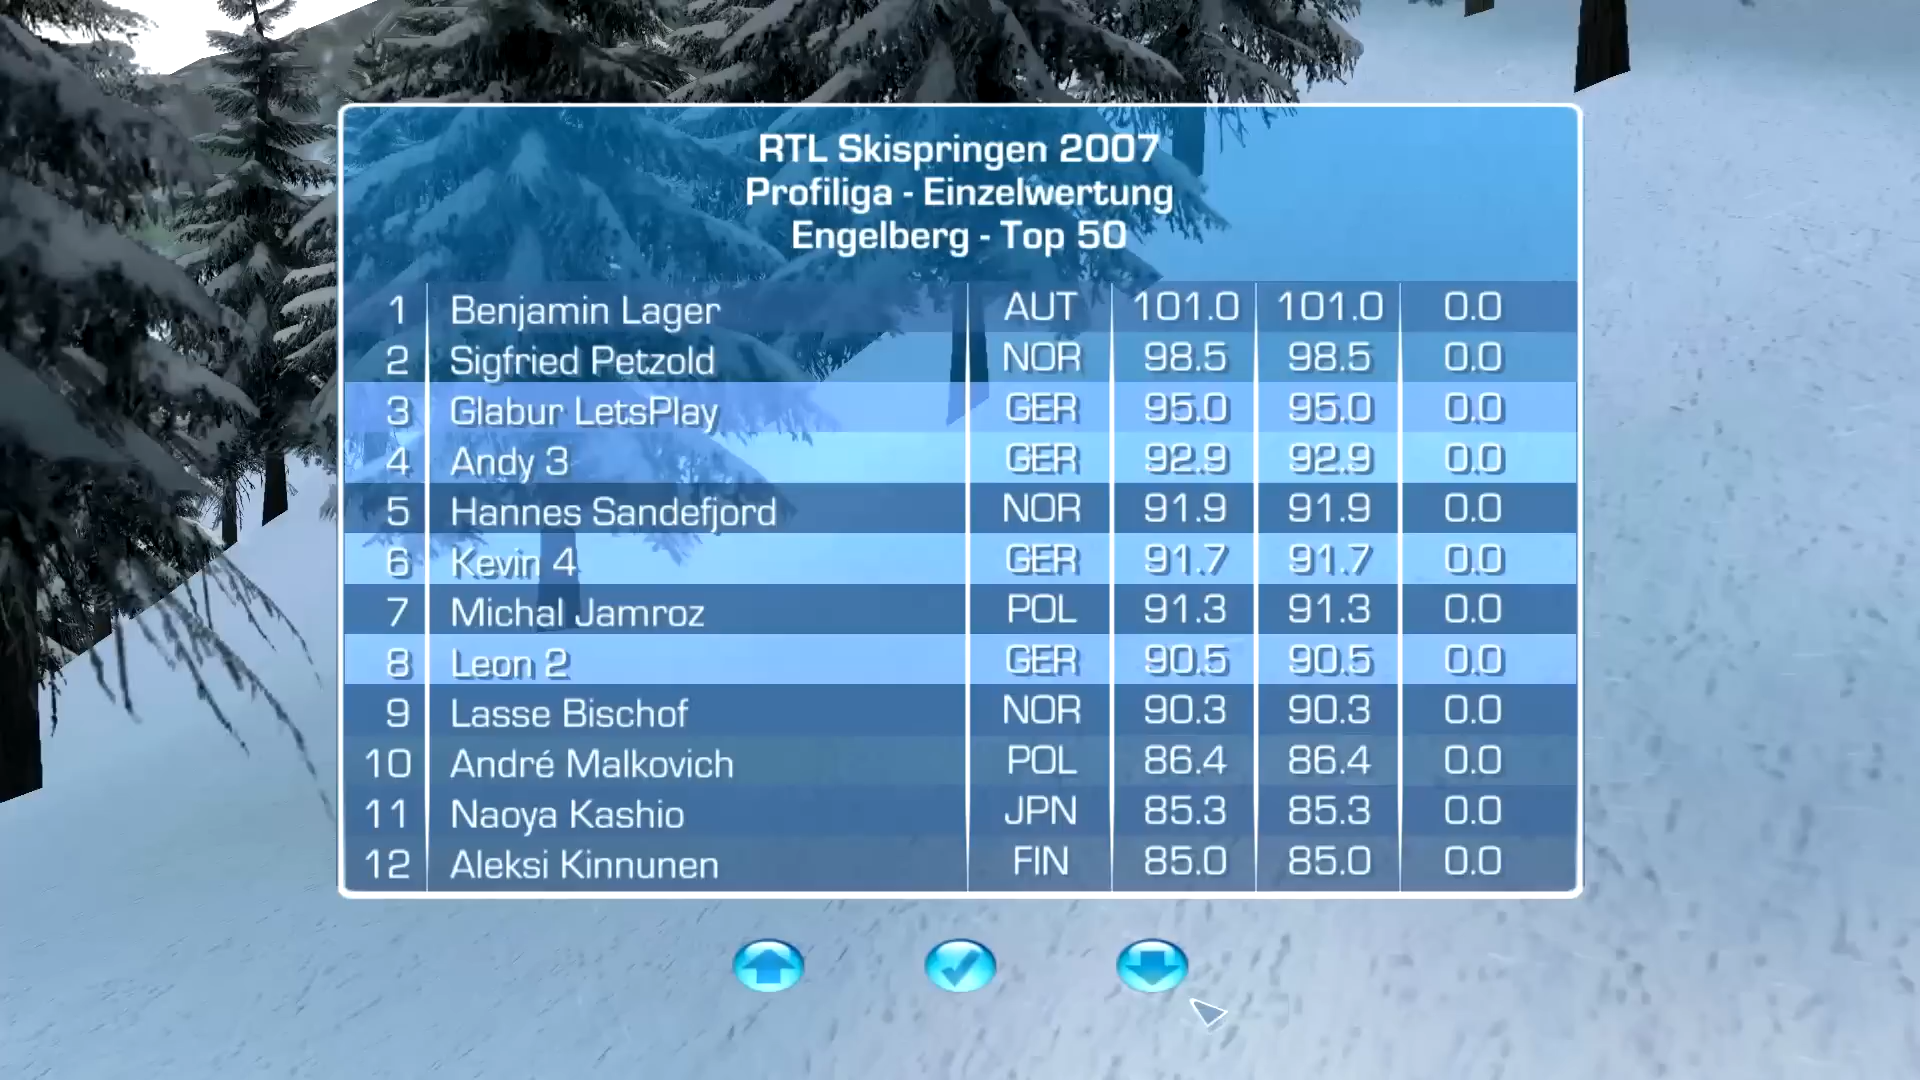 RTL Skispringen 2007
Profiliga - Einzelwertung
Engelberg - Top 50
1 Benjamin Lager AUT 101.0 101.0 0.0
2 Sigfried Petzold NOR 98.5 98.5 0.0
3 Glabur LetsPlay GER 95.0 95.0 0.0
4 Andy 3 GER 92.9 92.9 0.0
5 Hannes Sandefjord NOR 91.9 91.9 0.0
6 Kevin 4 GER 91.7 91.7 0.0
7 Michal Jamroz POL 91.3 91.3 0.0
8 Leon 2 GER 90.5 90.5 0.0
9 Lasse Bischof NOR 90.3 90.3 0.0
10 André Malkovich POL 86.4 86.4 0.0
11 Naoya Kashio JPN 85.3 85.3 0.0
12 Aleksi Kinnunen FIN 85.0 85.0 0.0